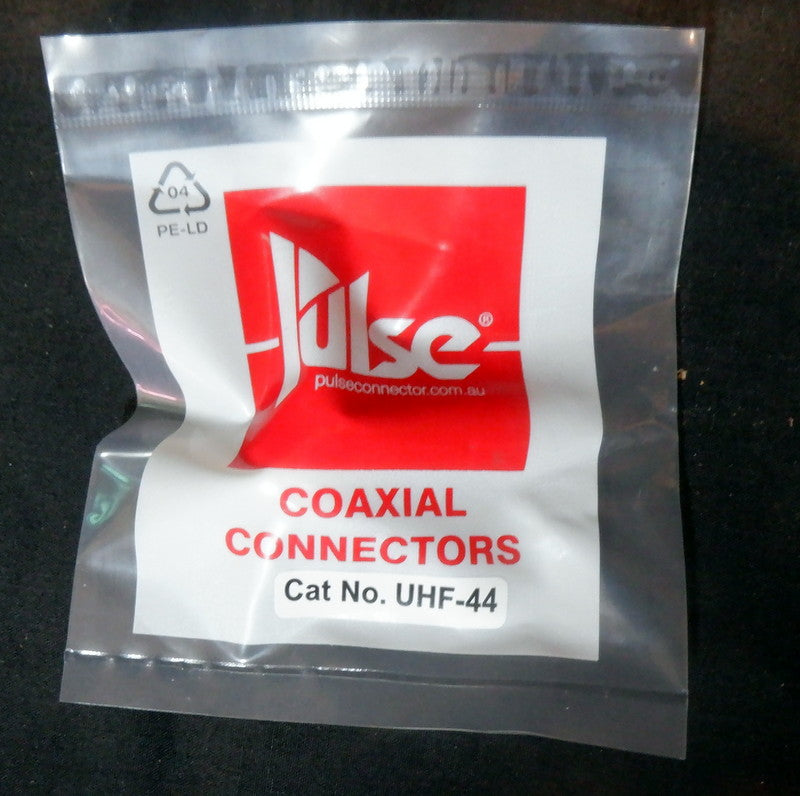 04
PE-LD
Pulse®
pulseconnector.com.au
COAXIAL
CONNECTORS
Cat No. UHF-44